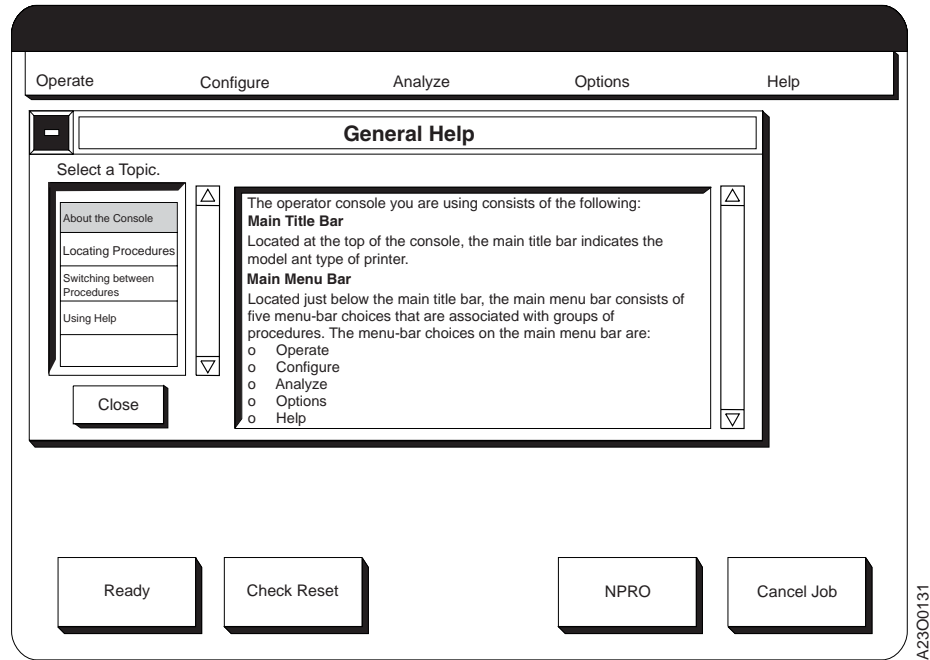 Operate Configure Analyze Options Help
General Help
Select a Topic.
About the Console
Locating Procedures
Switching between
Procedures
Using Help
Close
The operator console you are using consists of the following:
Main Title Bar
Located at the top of the console, the main title bar indicates the
model ant type of printer.
Main Menu Bar
Located just below the main title bar, the main menu bar consists of
five menu-bar choices that are associated with groups of
procedures. The menu-bar choices on the main menu bar are:
o Operate
o Configure
o Analyze
o Options
o Help
Ready Check Reset NPRO Cancel Job
A23O0131